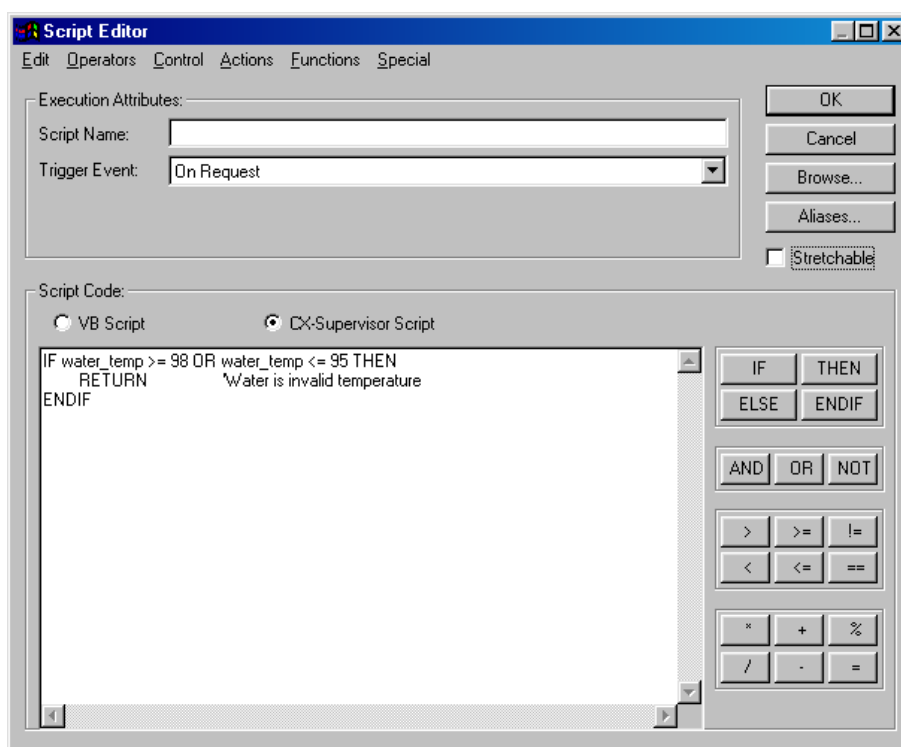 Script Editor
Edit Operators Control Actions Functions Special
Execution Attributes:
OK
Script Name:
Cancel
Trigger Event: On Request
Browse...
Aliases...
Stretchable
Script Code:
VB Script CX-Supervisor Script
IF water_temp >= 98 OR water_temp <= 95 THEN
RETURN 'Water is invalid temperature
ENDIF
IF THEN
ELSE ENDIF
AND OR NOT
> >= !=
< <= ==
* + %
/ - =